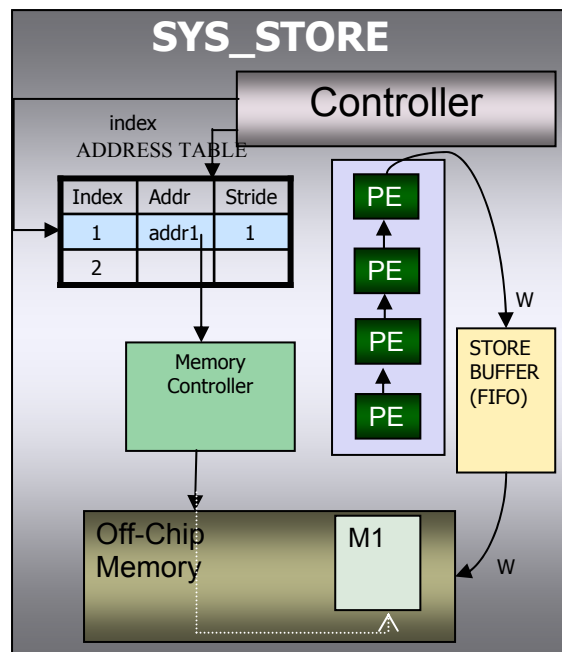 SYS_STORE
Controller
index
ADDRESS TABLE
Index Addr Stride
1 addr1 1
2
PE
PE
PE
PE
W
STORE
BUFFER
(FIFO)
Memory
Controller
Off-Chip
Memory
M1
W